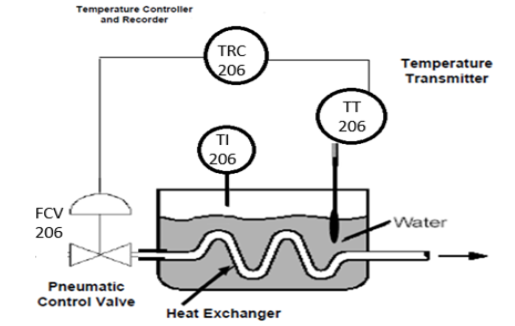 Temperature Controller
and Recorder
TRC
206
Temperature
Transmitter
TT
206
TI
206
FCV
206
Water
Pneumatic
Control Valve
Heat Exchanger